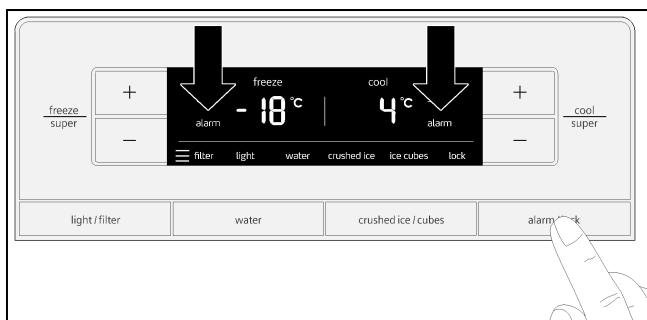 freeze
super
+
−
freeze
cool
alarm
- 18 °C
4 °C
alarm
filter light water crushed ice ice cubes lock
+
−
cool
super
light / filter
water
crushed ice / cubes
alarm